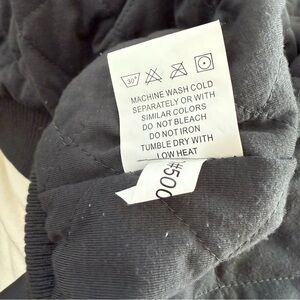 30°
MACHINE WASH COLD
SEPARATELY OR WITH
SIMILAR COLORS
DO NOT BLEACH
DO NOT IRON
TUMBLE DRY WITH
LOW HEAT
#500